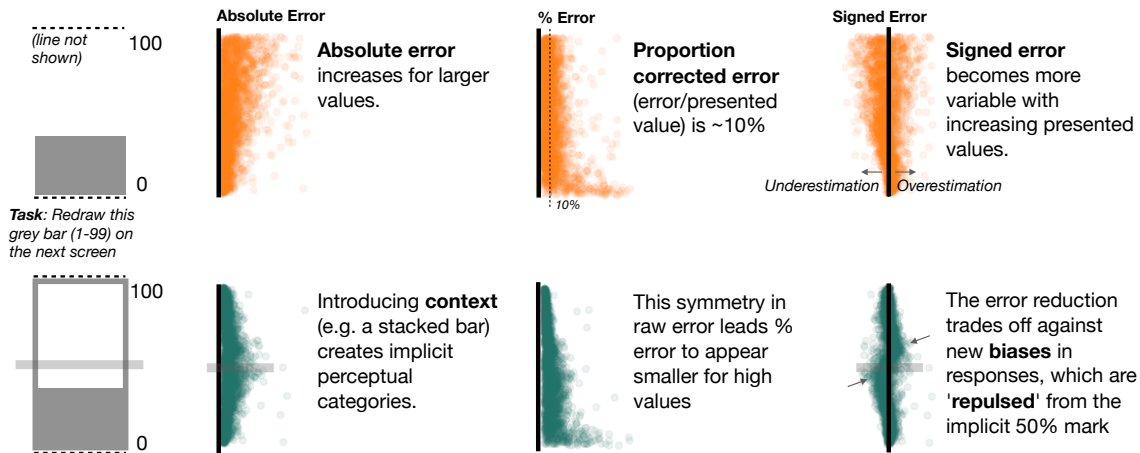 (line not
shown)
100
0
Task: Redraw this
grey bar (1-99) on
the next screen
Absolute Error
Absolute error
increases for larger
values.
% Error
10%
Proportion
corrected error
(error/presented
value) is ~10%
Signed Error
Underestimation
Overestimation
Signed error
becomes more
variable with
increasing presented
values.
100
0
Introducing context
(e.g. a stacked bar)
creates implicit
perceptual
categories.
This symmetry in
raw error leads %
error to appear
smaller for high
values
The error reduction
trades off against
new biases in
responses, which are
'repulsed' from the
implicit 50% mark